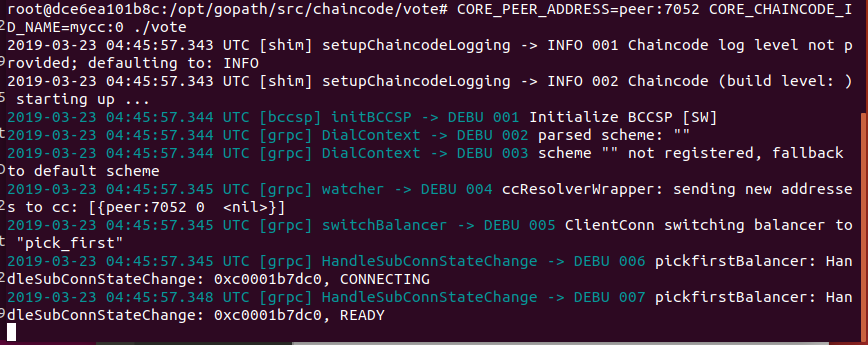 root@dce6ea101b8c:/opt/gopath/src/chaincode/vote# CORE_PEER_ADDRESS=peer:7052 CORE_CHAINCODE_I
D_NAME=mycc:0 ./vote
2019-03-23 04:45:57.343 UTC [shim] setupChaincodeLogging -> INFO 001 Chaincode log level not p
rovided; defaulting to: INFO
2019-03-23 04:45:57.343 UTC [shim] setupChaincodeLogging -> INFO 002 Chaincode (build level: )
 starting up ...
2019-03-23 04:45:57.344 UTC [bccsp] initBCCSP -> DEBU 001 Initialize BCCSP [SW]
2019-03-23 04:45:57.344 UTC [grpc] DialContext -> DEBU 002 parsed scheme: ""
2019-03-23 04:45:57.344 UTC [grpc] DialContext -> DEBU 003 scheme "" not registered, fallback
to default scheme
2019-03-23 04:45:57.345 UTC [grpc] watcher -> DEBU 004 ccResolverWrapper: sending new addresse
s to cc: [{peer:7052 0  <nil>}]
2019-03-23 04:45:57.345 UTC [grpc] switchBalancer -> DEBU 005 ClientConn switching balancer to
 "pick_first"
2019-03-23 04:45:57.345 UTC [grpc] HandleSubConnStateChange -> DEBU 006 pickfirstBalancer: Han
dleSubConnStateChange: 0xc0001b7dc0, CONNECTING
2019-03-23 04:45:57.348 UTC [grpc] HandleSubConnStateChange -> DEBU 007 pickfirstBalancer: Han
dleSubConnStateChange: 0xc0001b7dc0, READY